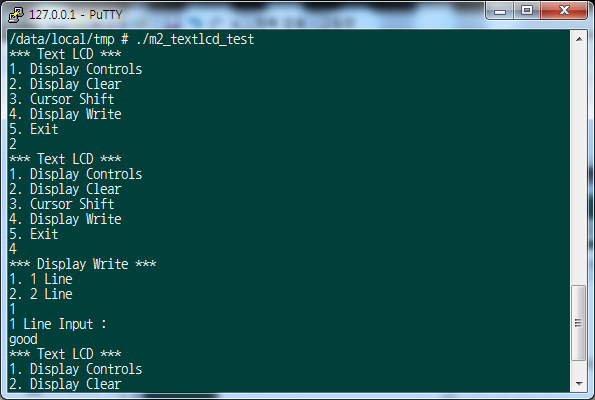 127.0.0.1 - PuTTY
/data/local/tmp # ./m2_textlcd_test
*** Text LCD ***
1. Display Controls
2. Display Clear
3. Cursor Shift
4. Display Write
5. Exit
2
*** Text LCD ***
1. Display Controls
2. Display Clear
3. Cursor Shift
4. Display Write
5. Exit
4
*** Display Write ***
1. 1 Line
2. 2 Line
1
1 Line Input :
good
*** Text LCD ***
1. Display Controls
2. Display Clear